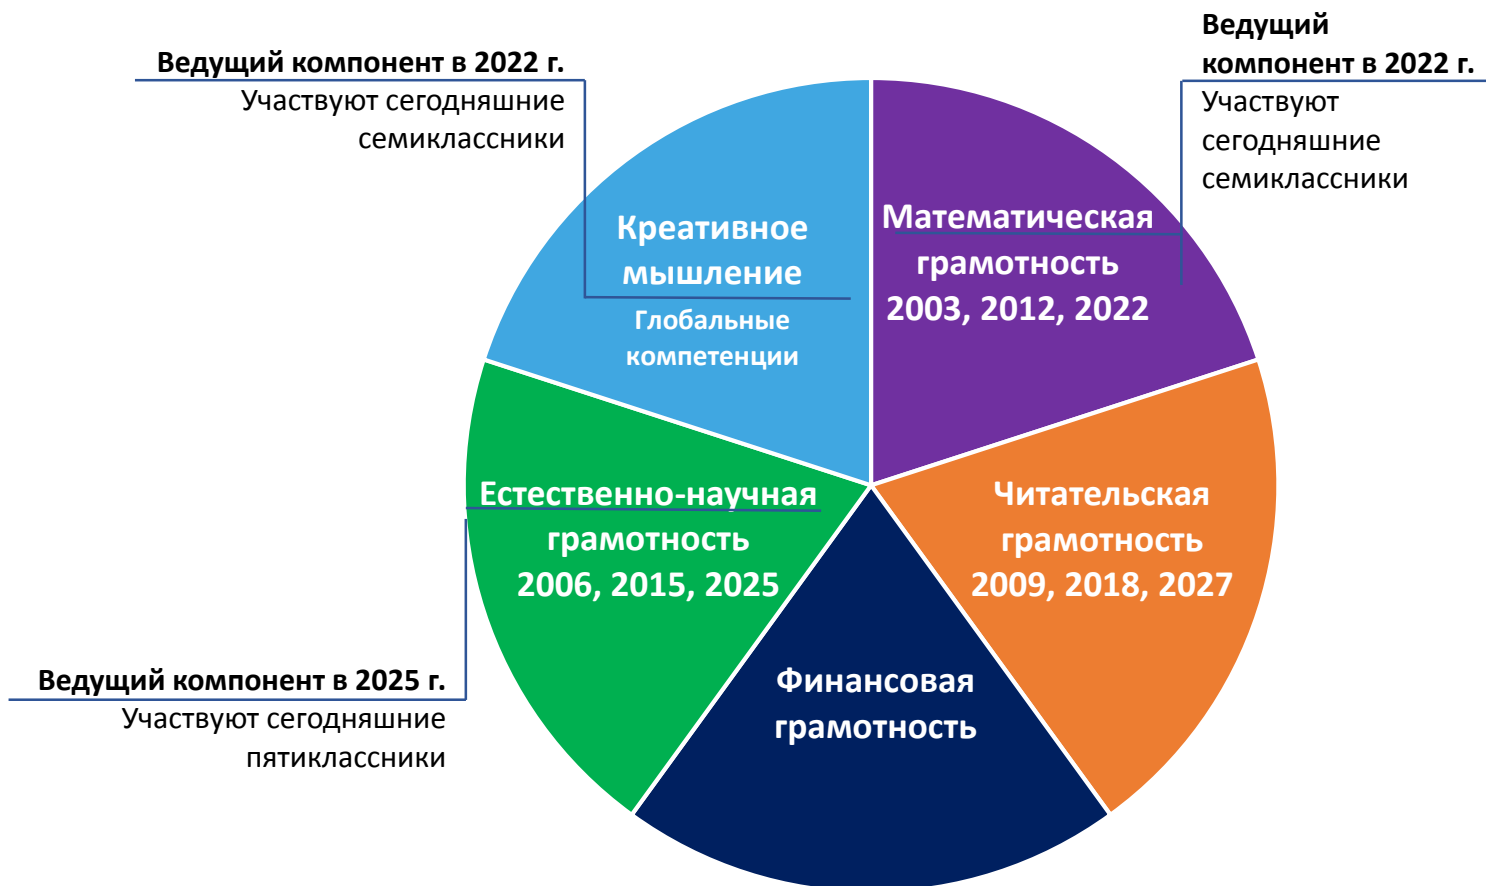 Ведущий компонент в 2022 г.
Участвуют сегодняшние
семиклассники
Ведущий
компонент в 2022 г.
Участвуют
сегодняшние
семиклассники
Креативное
мышление
Глобальные
компетенции
Математическая
грамотность
2003, 2012, 2022
Естественно-научная
грамотность
2006, 2015, 2025
Читательская
грамотность
2009, 2018, 2027
Ведущий компонент в 2025 г.
Участвуют сегодняшние
пятиклассники
Финансовая
грамотность